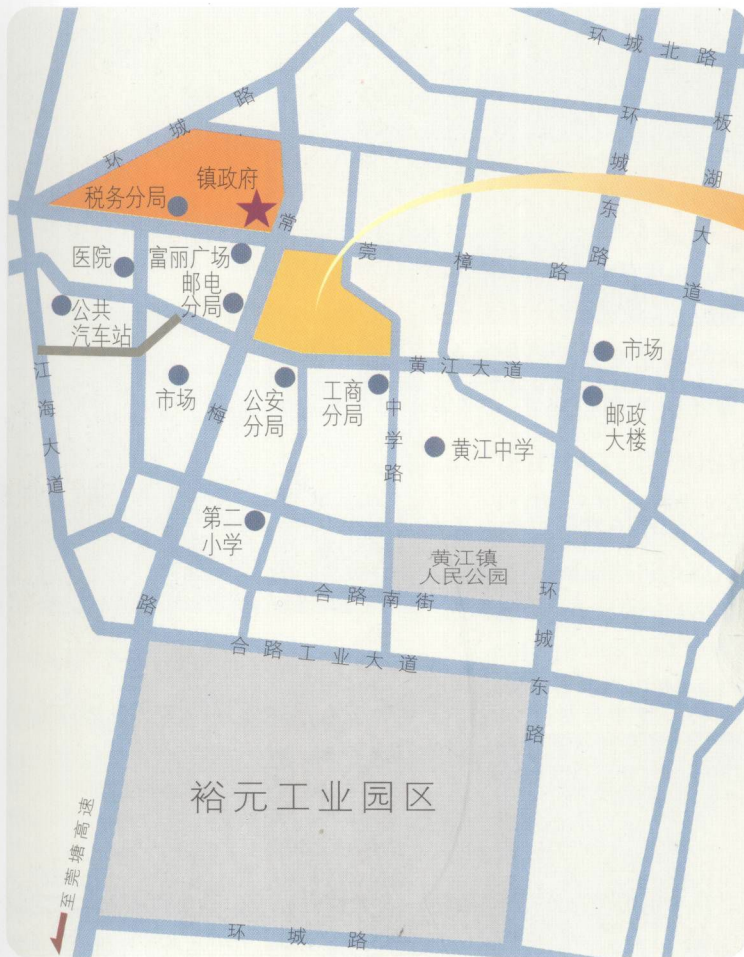 环城北路
环城路
环城东路
板湖大道
镇政府
税务分局
常梅路
莞樟路
医院
富丽广场
邮电
分局
公共
汽车站
市场
黄江大道
市场
江海大道
公安
分局
工商
分局
中学路
邮政
大楼
黄江中学
第二
小学
黄江镇
人民公园
合路南街
环城东路
合路工业大道
裕元工业园区
至莞塘高速
环城路